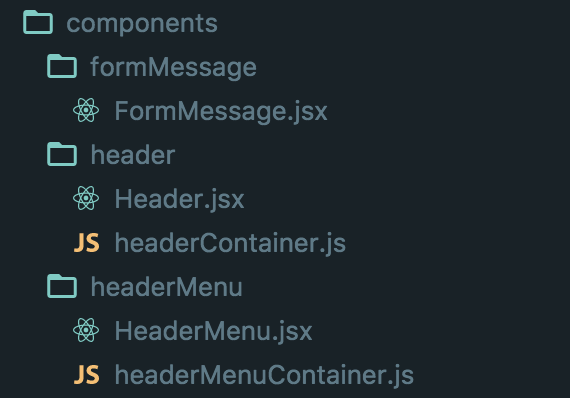 components
formMessage
FormMessage.jsx
header
Header.jsx
JS headerContainer.js
headerMenu
HeaderMenu.jsx
JS headerMenuContainer.js